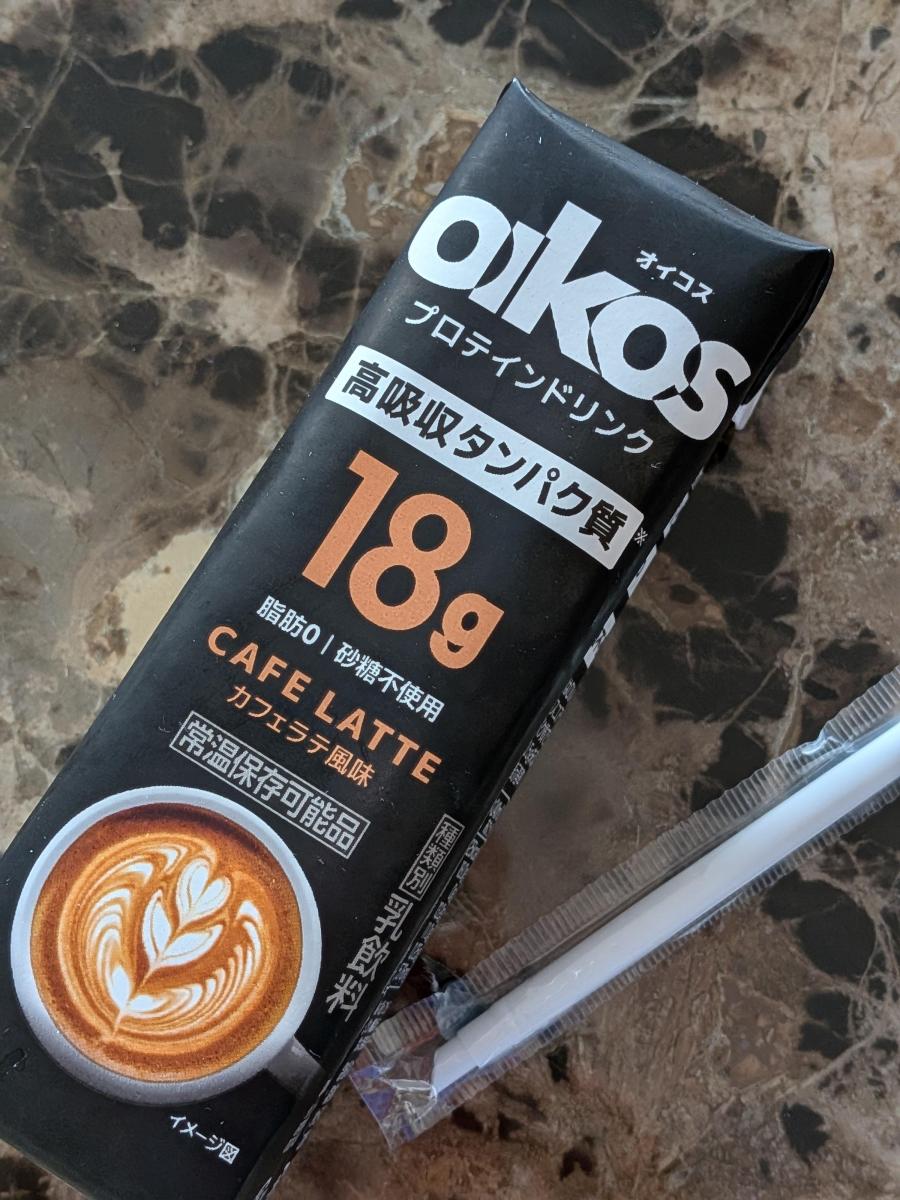 oikos
オイコス
プロテインドリンク
高吸収タンパク質※
18g
脂肪0 | 砂糖不使用
CAFE LATTE
カフェラテ風味
常温保存可能品
種類別 乳飲料
イメージ図